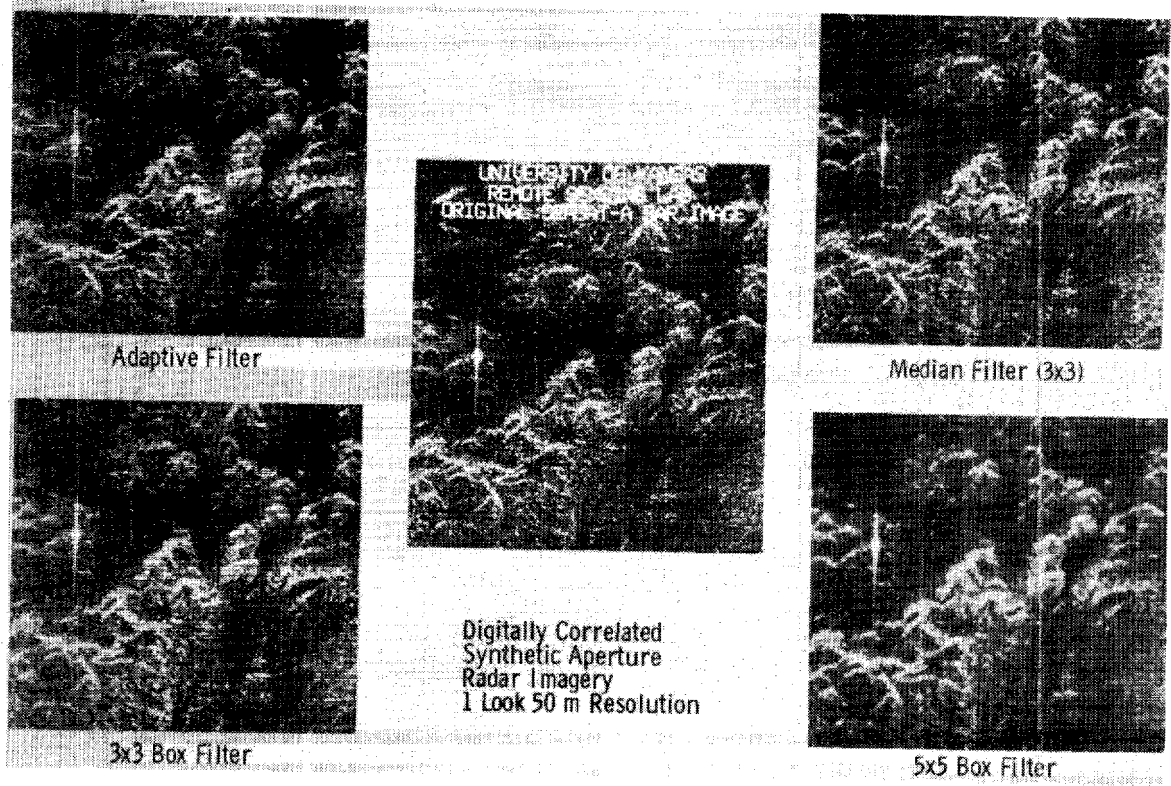 UNIVERSITY OF KANSAS
REMOTE SENSING LAB
ORIGINAL SEASAT-A SAR IMAGE
Adaptive Filter
Median Filter (3x3)
Digitally Correlated
Synthetic Aperture
Radar Imagery
1 Look 50 m Resolution
3x3 Box Filter
5x5 Box Filter